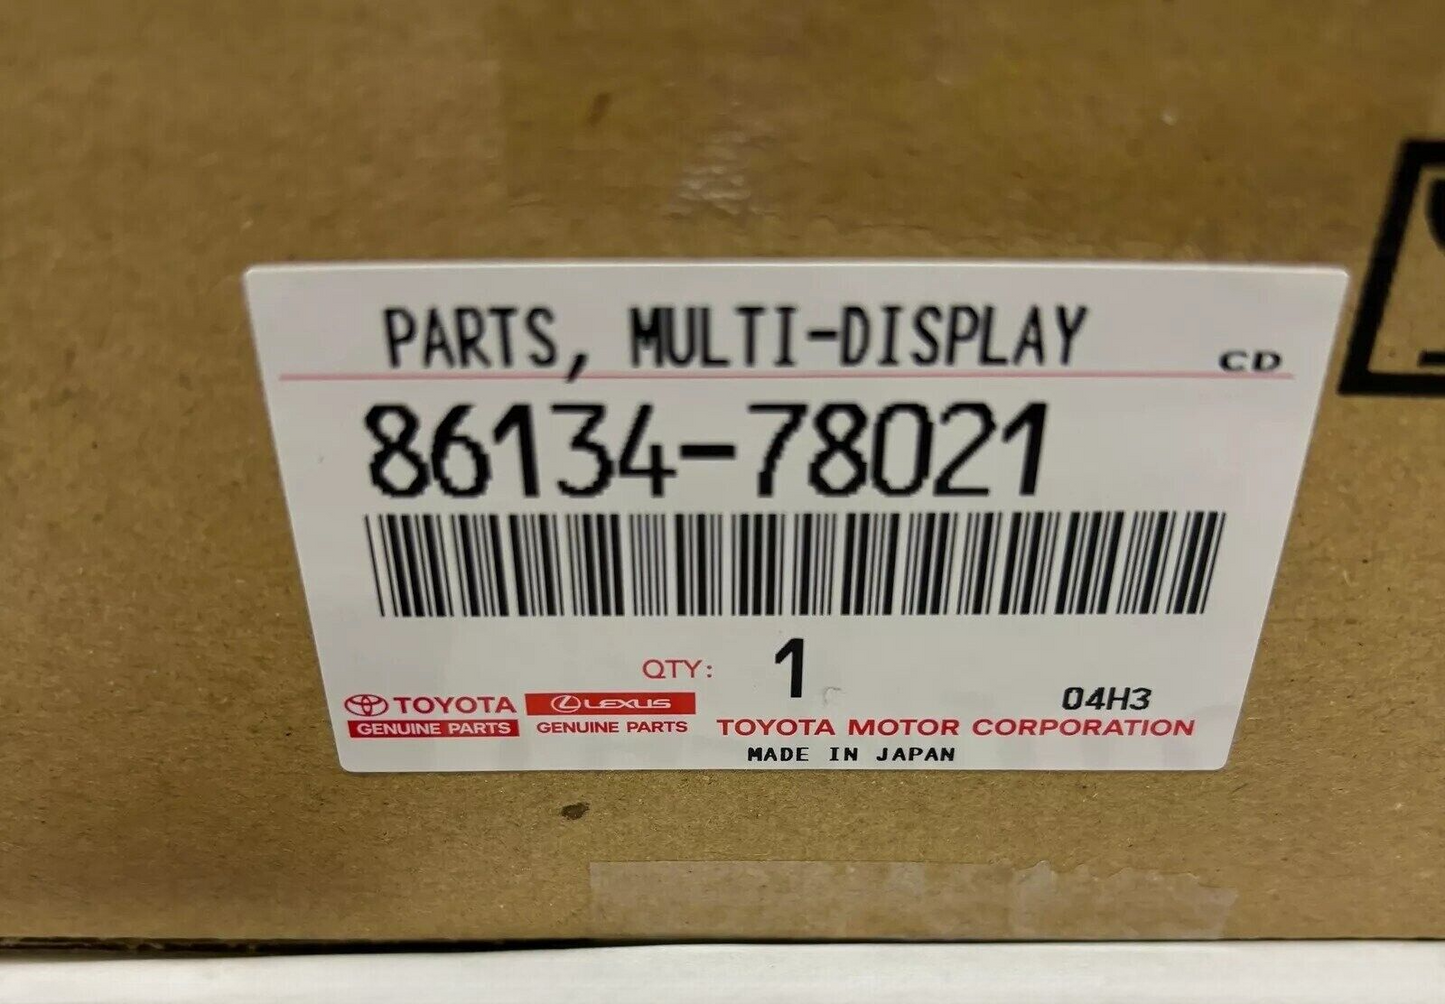 PARTS, MULTI-DISPLAY
CD
86134-78021
QTY: 1
04H3
TOYOTA
GENUINE PARTS
LEXUS
GENUINE PARTS
TOYOTA MOTOR CORPORATION
MADE IN JAPAN